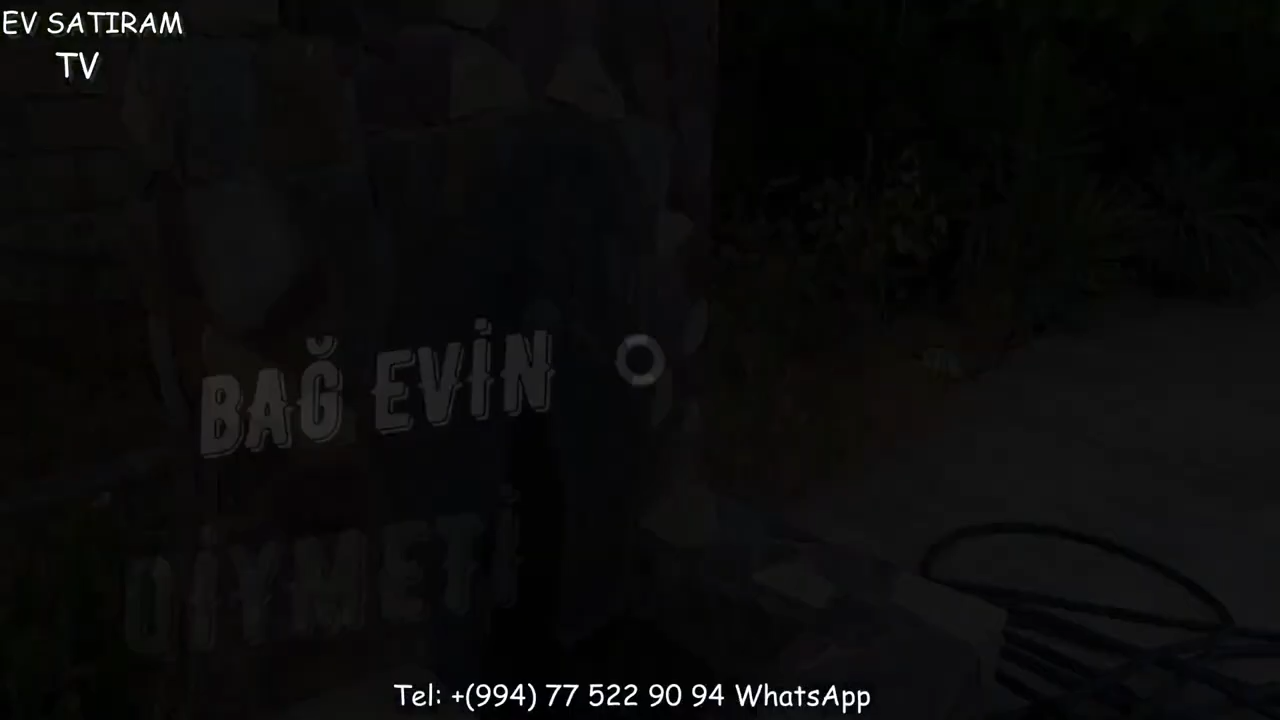 EV SATIRAM
TV
BAĞ EVİN
QİYMETİ
Tel: +(994) 77 522 90 94 WhatsApp